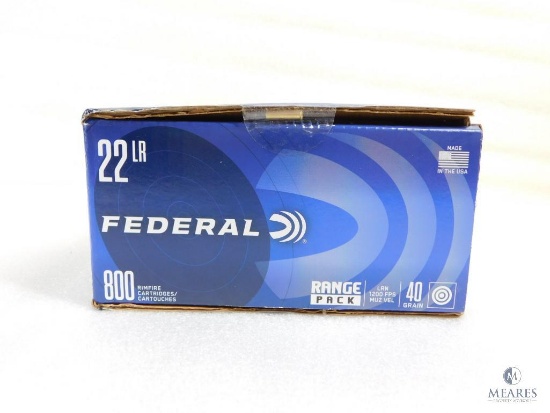 22 LR
MADE
IN THE USA
FEDERAL
800
RIMFIRE
CARTRIDGES/
CARTOUCHES
RANGE
PACK
LRN
1200 FPS
MUZ VEL
40
GRAIN
MEARES